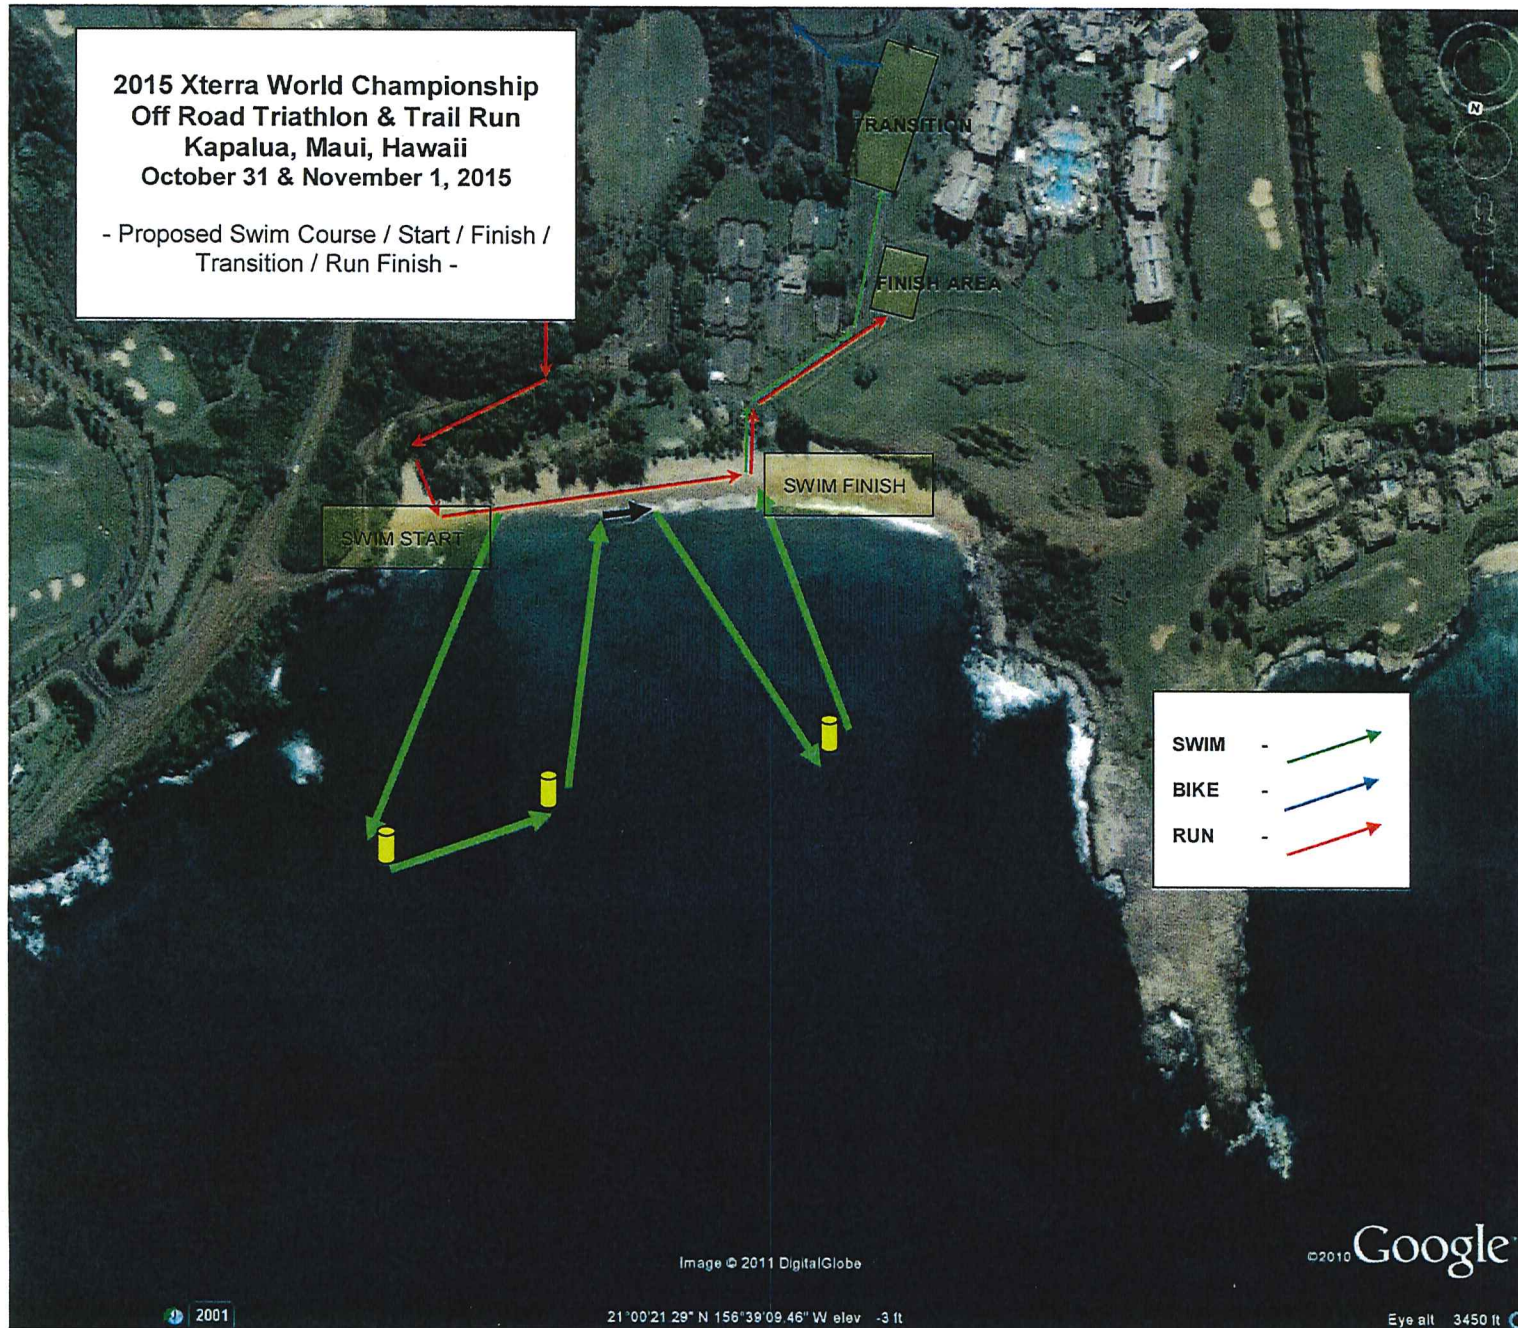 2015 Xterra World Championship
Off Road Triathlon & Trail Run
Kapalua, Maui, Hawaii
October 31 & November 1, 2015
- Proposed Swim Course / Start / Finish /
Transition / Run Finish -
N
TRANSITION
FINISH AREA
SWIM FINISH
SWIM START
SWIM -
BIKE -
RUN -
Image © 2011 DigitalGlobe
©2010 Google
2001
21°00'21.29" N 156°39'09.46" W elev -3 ft
Eye alt 3450 ft